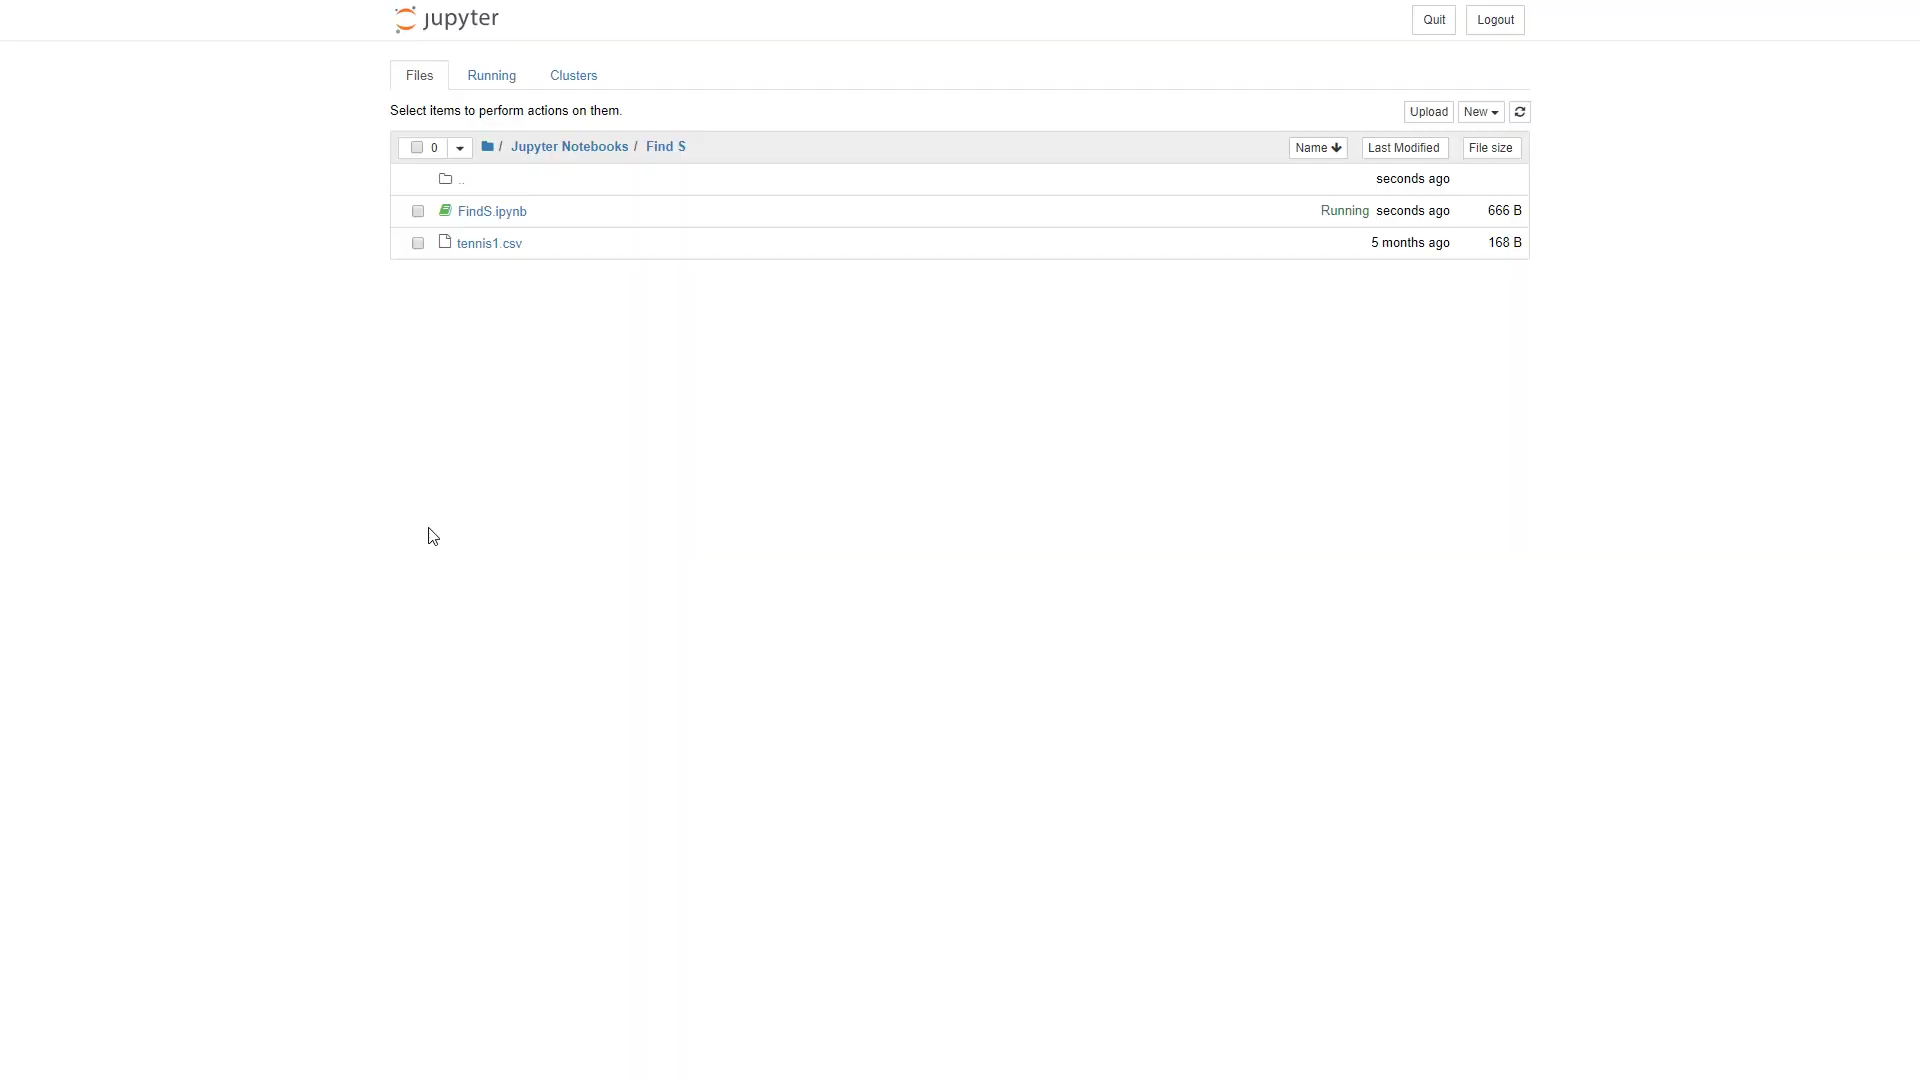 jupyter
Quit Logout
Files Running Clusters
Select items to perform actions on them.
Upload New
0 / Jupyter Notebooks / Find S Name Last Modified File size
.. seconds ago
FindS.ipynb Running seconds ago 666 B
tennis1.csv 5 months ago 168 B